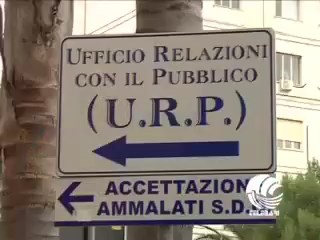 Ufficio Relazioni
con il Pubblico
(U.R.P.)
ACCETTAZION
AMMALATI S.D.